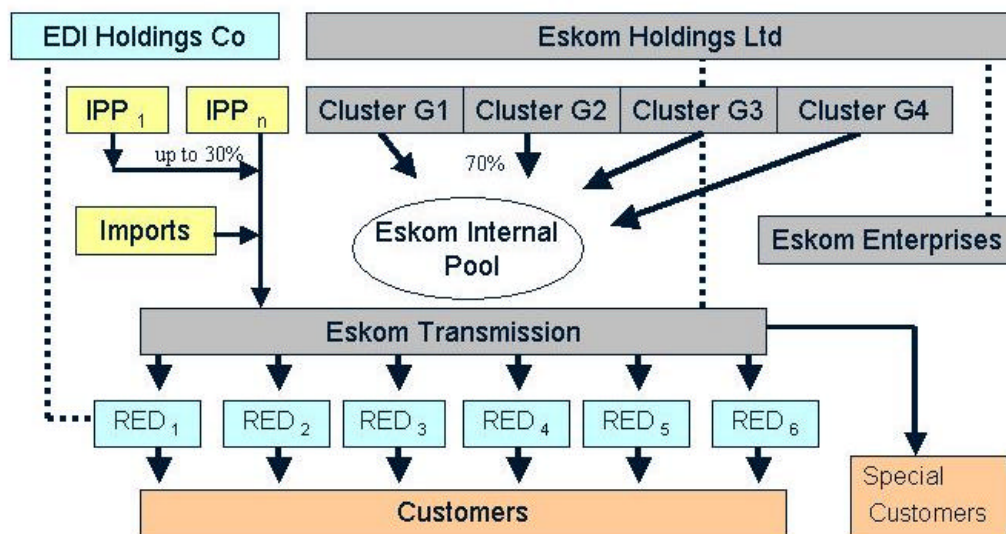 EDI Holdings Co
Eskom Holdings Ltd
IPP 1
IPP n
Cluster G1
Cluster G2
Cluster G3
Cluster G4
up to 30%
70%
Imports
Eskom Internal
Pool
Eskom Enterprises
Eskom Transmission
RED 1
RED 2
RED 3
RED 4
RED 5
RED 6
Customers
Special
Customers